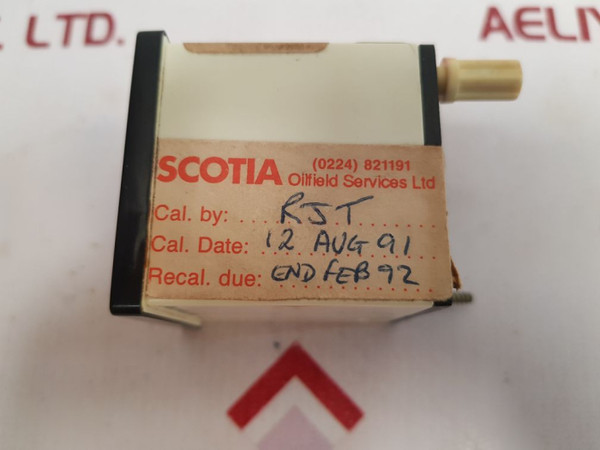 L LTD.
AELIY
SCOTIA (0224) 821191
Oilfield Services Ltd
Cal. by: RJT
Cal. Date: 12 AUG 91
Recal. due: END FEB 92